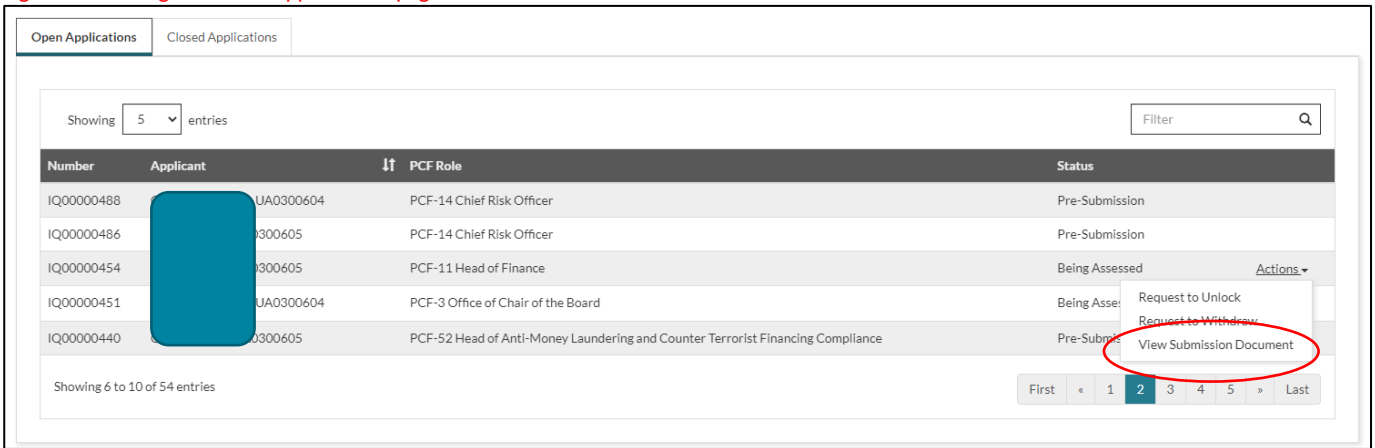 Open Applications Closed Applications
Showing 5 entries Filter
Number Applicant PCF Role Status
IQ00000488 UA0300604 PCF-14 Chief Risk Officer Pre-Submission
IQ00000486 0300605 PCF-14 Chief Risk Officer Pre-Submission
IQ00000454 0300605 PCF-11 Head of Finance Being Assessed Actions
IQ00000451 UA0300604 PCF-3 Office of Chair of the Board Being Asses
Request to Unlock
Request to Withdraw
IQ00000440 0300605 PCF-52 Head of Anti-Money Laundering and Counter Terrorist Financing Compliance Pre-Submis
View Submission Document
Showing 6 to 10 of 54 entries First « 1 2 3 4 5 » Last